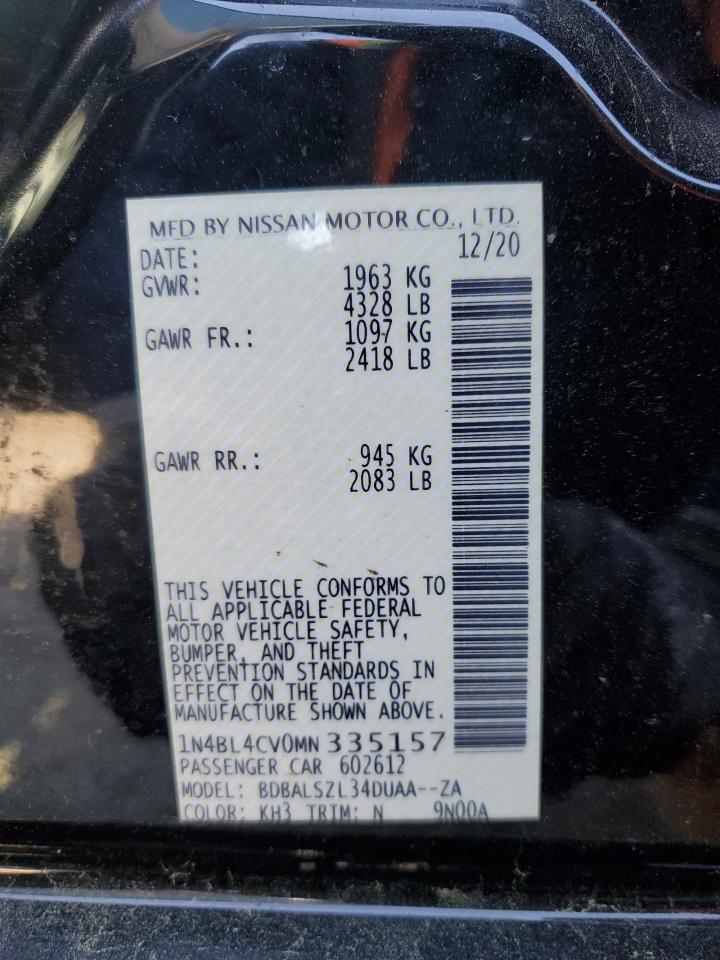 MFD BY NISSAN MOTOR CO., LTD.
DATE: 12/20
GVWR: 1963 KG
4328 LB
GAWR FR.: 1097 KG
2418 LB
GAWR RR.: 945 KG
2083 LB
THIS VEHICLE CONFORMS TO
ALL APPLICABLE FEDERAL
MOTOR VEHICLE SAFETY,
BUMPER, AND THEFT
PREVENTION STANDARDS IN
EFFECT ON THE DATE OF
MANUFACTURE SHOWN ABOVE.
1N4BL4CV0MN 335157
PASSENGER CAR 602612
MODEL: BDBALSZL34DUAA--ZA
COLOR: KH3 TRIM: N 9N00A